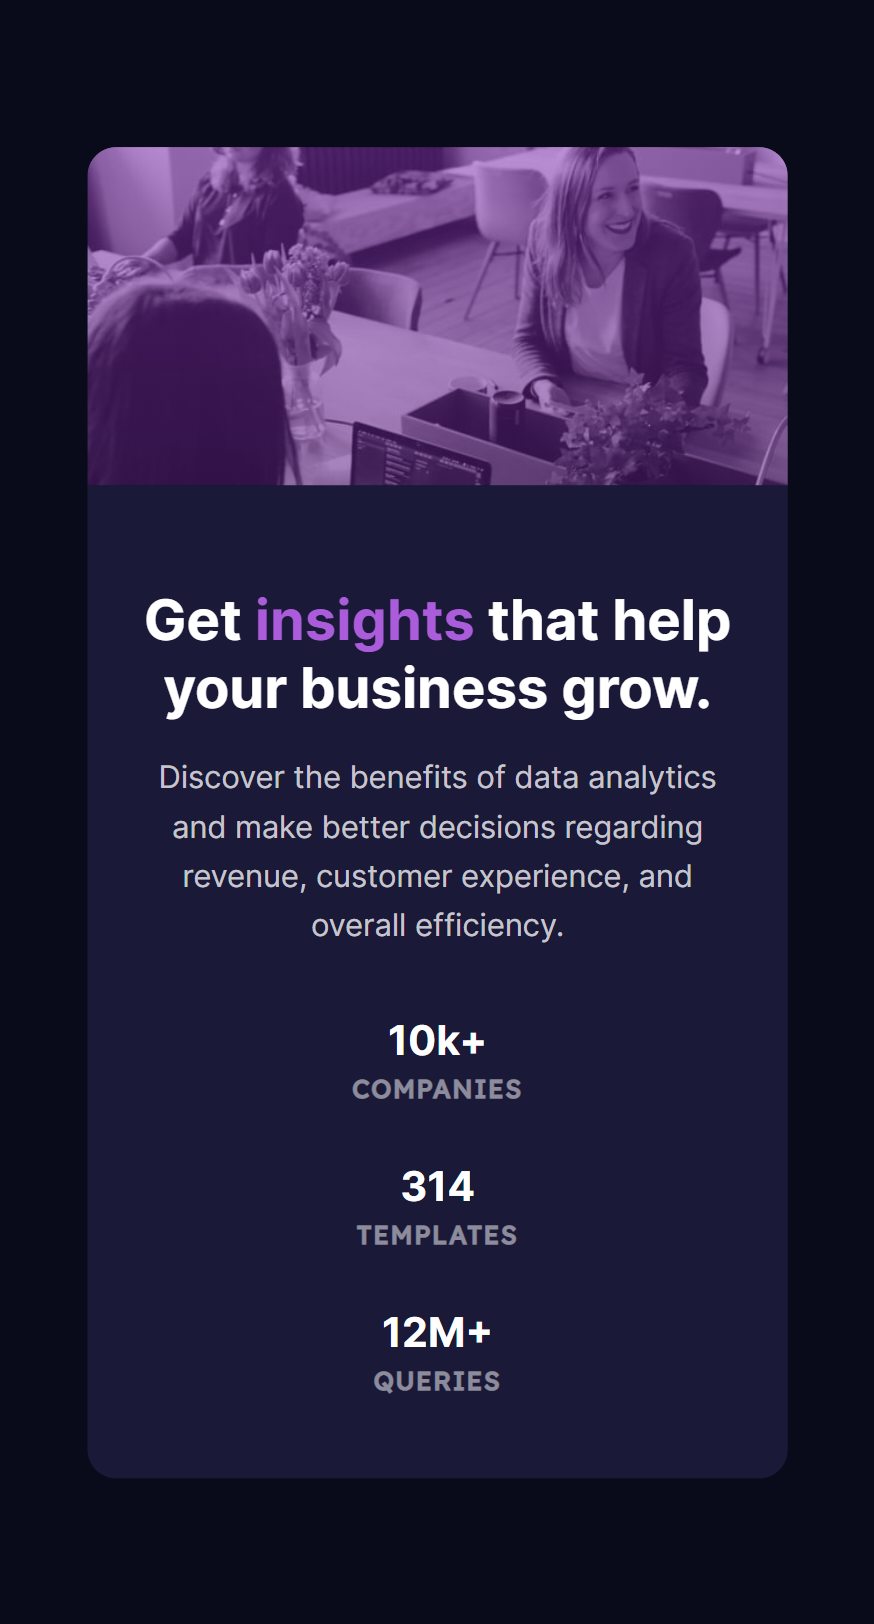 Get insights that help
your business grow.
Discover the benefits of data analytics
and make better decisions regarding
revenue, customer experience, and
overall efficiency.
10k+
COMPANIES
314
TEMPLATES
12M+
QUERIES